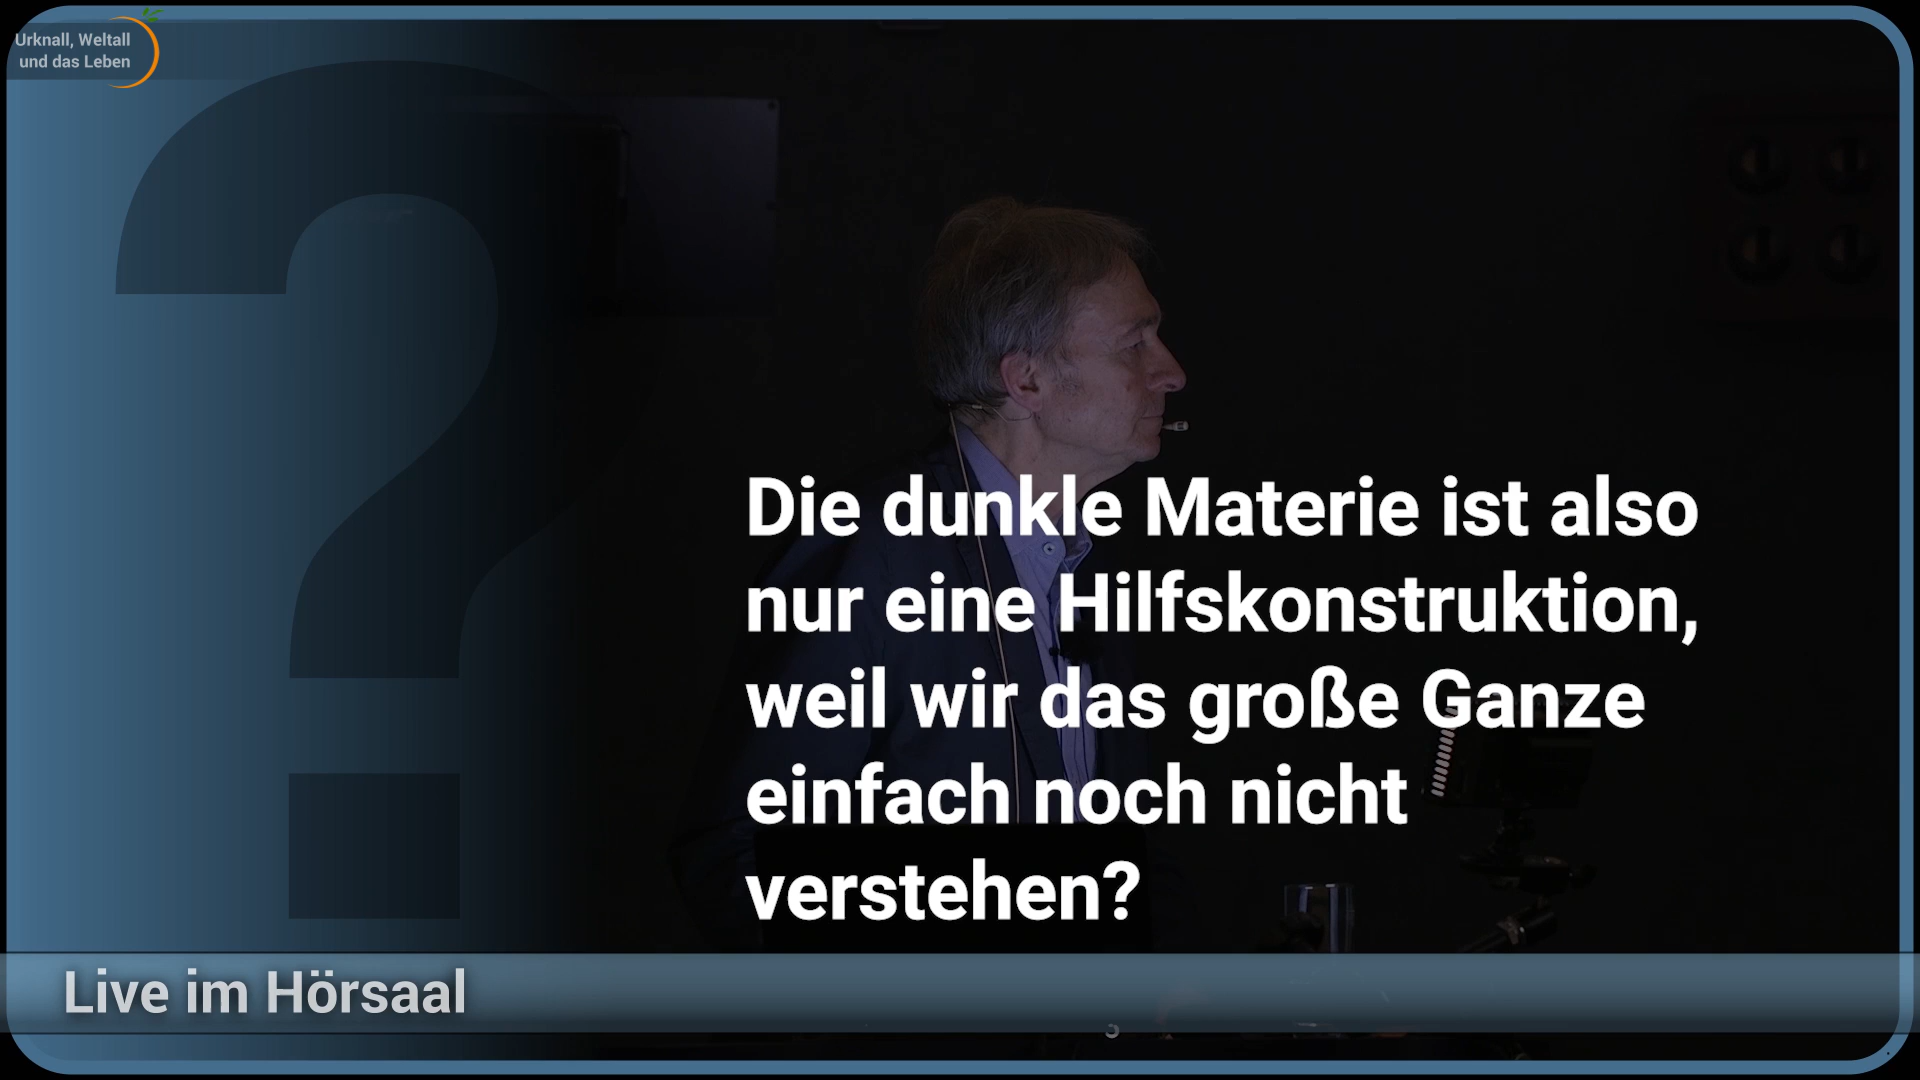 Urknall, Weltall
und das Leben
Die dunkle Materie ist also
nur eine Hilfskonstruktion,
weil wir das große Ganze
einfach noch nicht
verstehen?
Live im Hörsaal